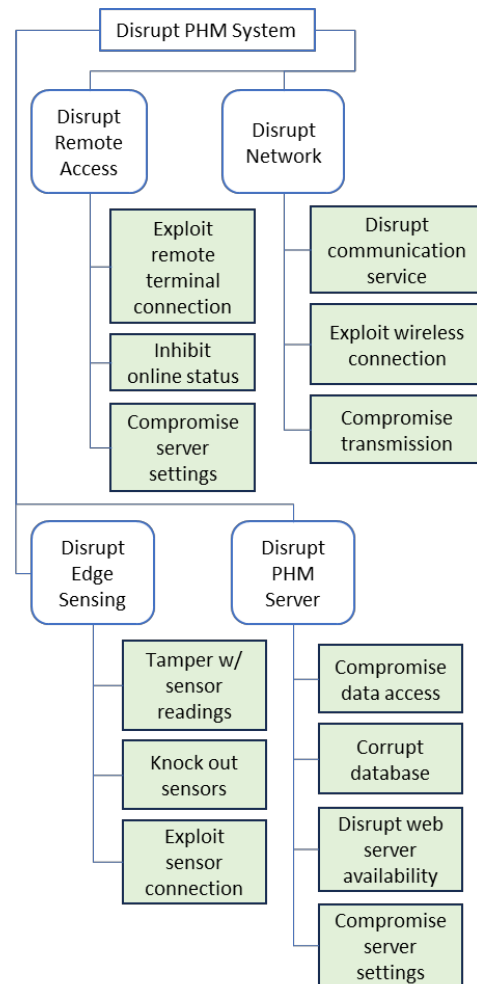 Disrupt PHM System
Disrupt
Remote
Access
Disrupt
Network
Exploit
remote
terminal
connection
Inhibit
online status
Compromise
server
settings
Disrupt
communication
service
Exploit wireless
connection
Compromise
transmission
Disrupt
Edge
Sensing
Disrupt
PHM
Server
Tamper w/
sensor
readings
Knock out
sensors
Exploit
sensor
connection
Compromise
data access
Corrupt
database
Disrupt web
server
availability
Compromise
server
settings